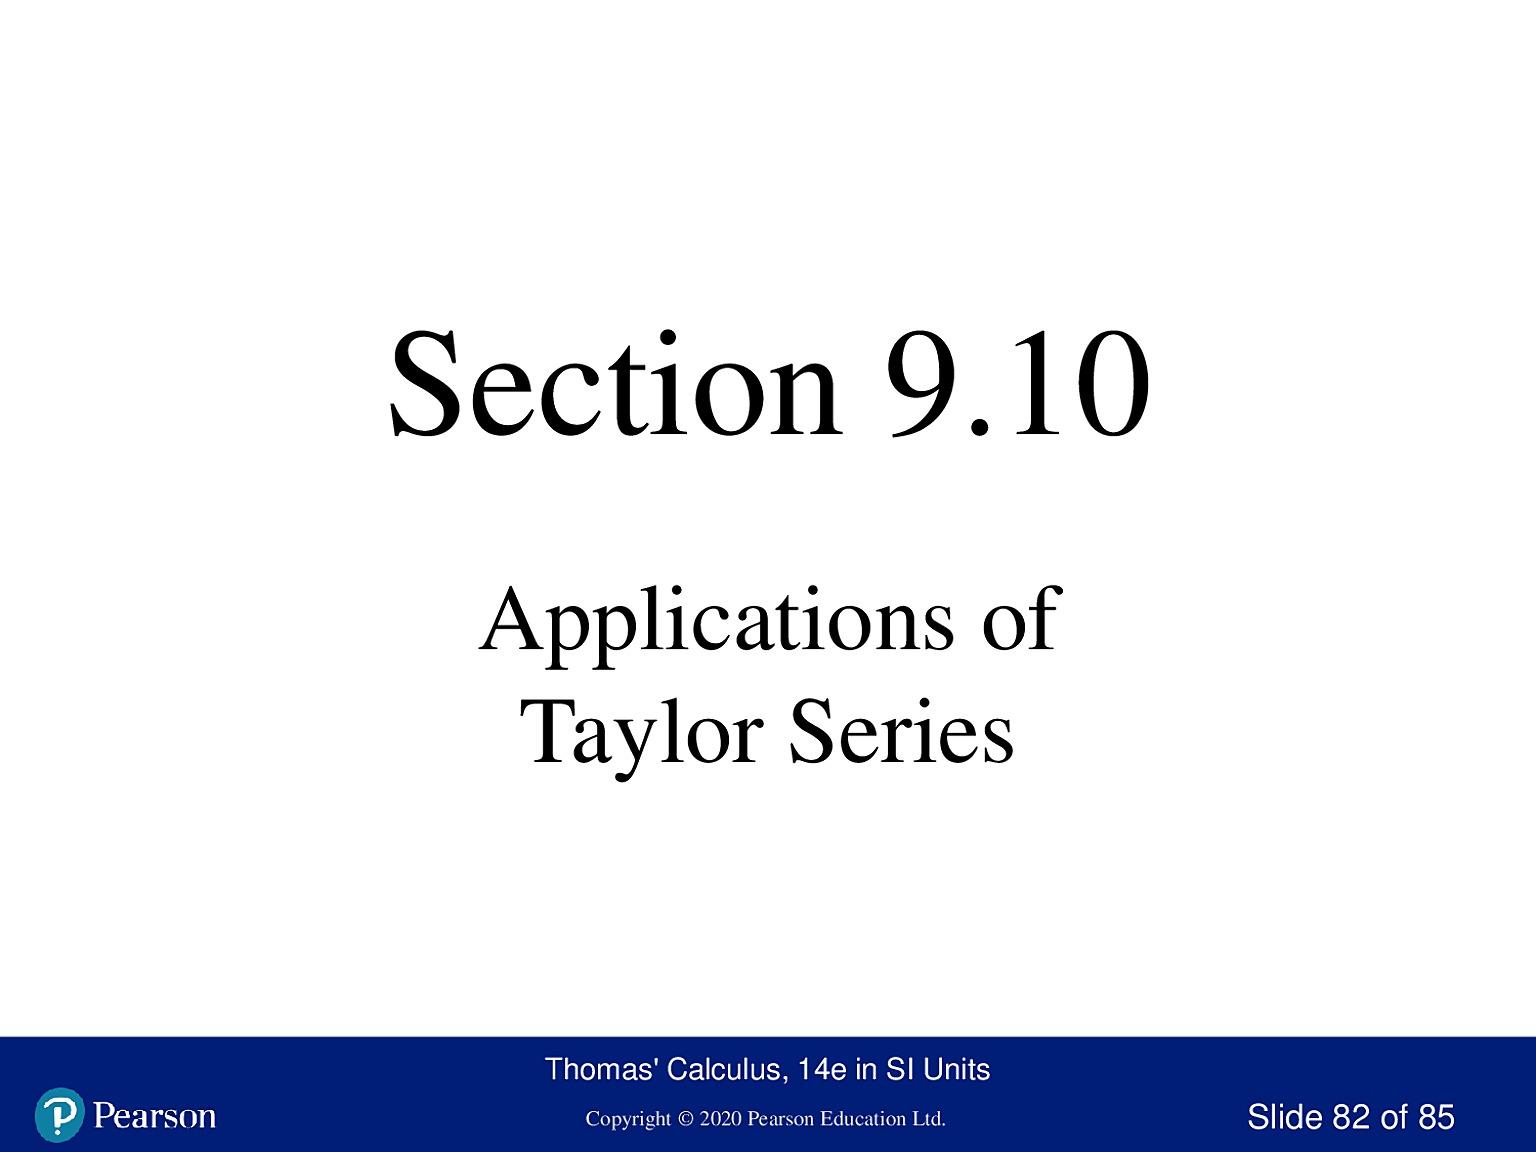 Section 9.10
Applications of
Taylor Series
Thomas' Calculus, 14e in SI Units
Pearson
Copyright © 2020 Pearson Education Ltd.
Slide 82 of 85